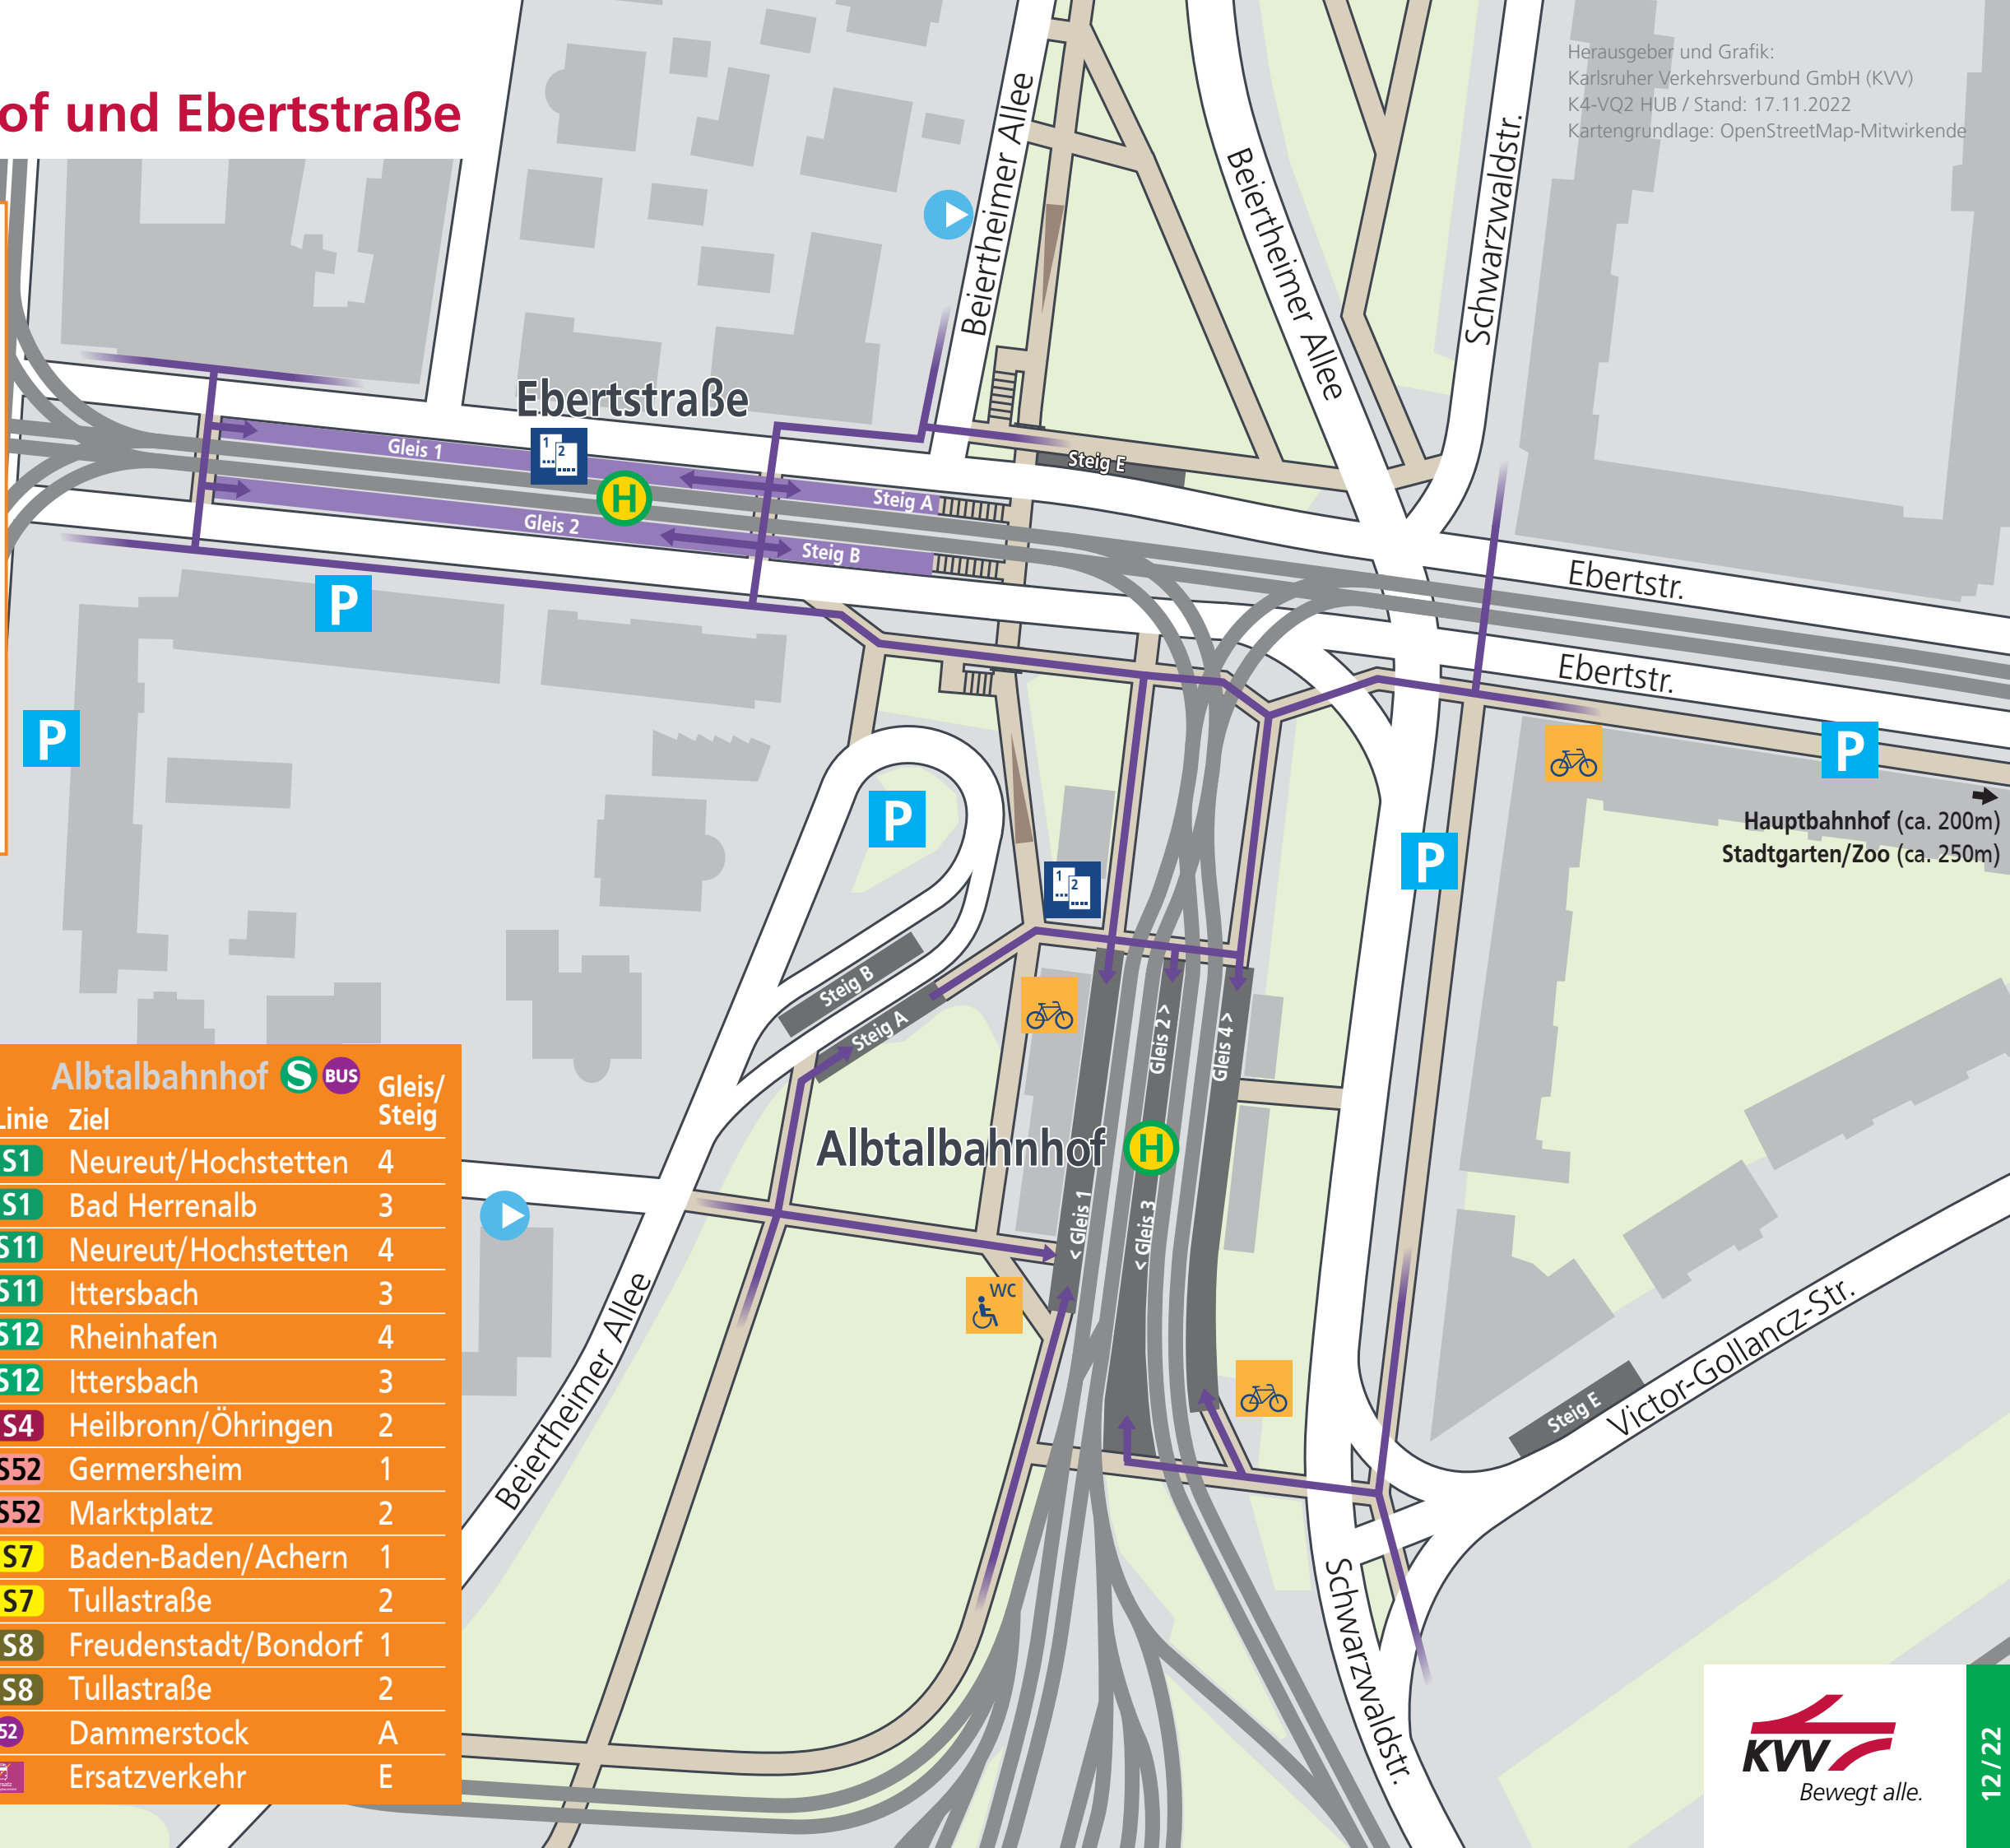 of und Ebertstraße
Herausgeber und Grafik:
Karlsruher Verkehrsverbund GmbH (KVV)
K4-VQ2 HUB / Stand: 17.11.2022
Kartengrundlage: OpenStreetMap-Mitwirkende
Beiertheimer Allee
Beiertheimer Allee
Schwarzwaldstr.
Ebertstraße
1 2
Gleis 1
Steig E
H
Steig A
Gleis 2
Steig B
Ebertstr.
P
Ebertstr.
P
P
Hauptbahnhof (ca. 200m)
Stadtgarten/Zoo (ca. 250m)
P
P
1 2
Steig B
Steig A
Gleis 2 >
Gleis 4 >
Albtalbahnhof
H
< Gleis 1
< Gleis 3
WC
Beiertheimer Allee
Victor-Gollancz-Str.
Steig E
Schwarzwaldstr.
Albtalbahnhof S BUS Gleis/
Linie Ziel Steig
S1 Neureut/Hochstetten 4
S1 Bad Herrenalb 3
S11 Neureut/Hochstetten 4
S11 Ittersbach 3
S12 Rheinhafen 4
S12 Ittersbach 3
S4 Heilbronn/Öhringen 2
S52 Germersheim 1
S52 Marktplatz 2
S7 Baden-Baden/Achern 1
S7 Tullastraße 2
S8 Freudenstadt/Bondorf 1
S8 Tullastraße 2
52 Dammerstock A
Ersatzverkehr E
KVV
Bewegt alle.
12/22